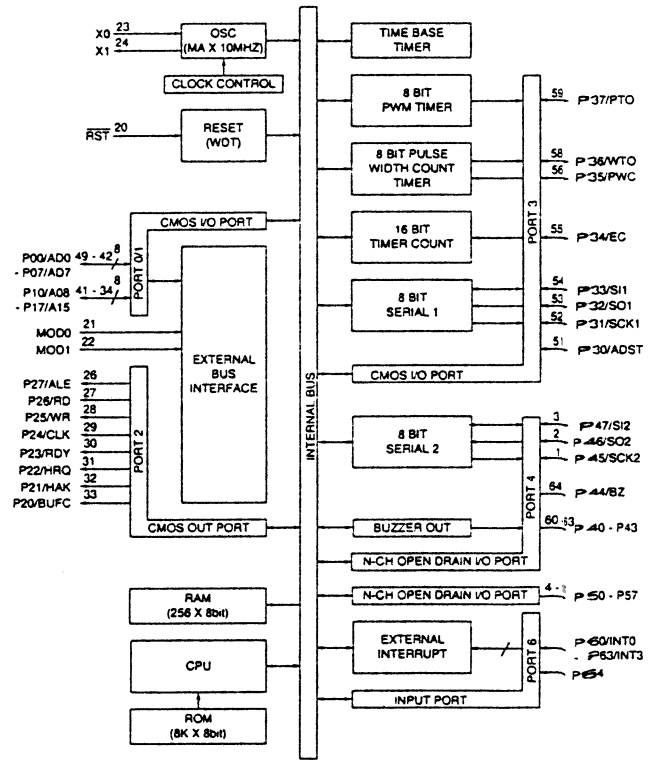 X0 23
X1 24
OSC
(MA X 10MHZ)
CLOCK CONTROL
RST 20
RESET
(WDT)
CMOS I/O PORT
PORT 0/1
P00/AD0 49 - 42 8
- P07/AD7
P10/A08 41 - 34 8
- P17/A15
MOD0 21
MOD1 22
EXTERNAL
BUS
INTERFACE
P27/ALE 26
P26/RD 27
P25/WR 28
P24/CLK 29
P23/RDY 30
P22/HRQ 31
P21/HAK 32
P20/BUFC 33
PORT 2
CMOS OUT PORT
RAM
(256 X 8bit)
CPU
ROM
(8K X 8bit)
INTERNAL BUS
TIME BASE
TIMER
8 BIT
PWM TIMER
8 BIT PULSE
WIDTH COUNT
TIMER
16 BIT
TIMER COUNT
8 BIT
SERIAL 1
CMOS I/O PORT
PORT 3
59 P37/PTO
58 P36/WTO
56 P35/PWC
55 P34/EC
54 P33/SI1
53 P32/SO1
52 P31/SCK1
51 P30/ADST
8 BIT
SERIAL 2
BUZZER OUT
N-CH OPEN DRAIN I/O PORT
PORT 4
3 P47/SI2
2 P46/SO2
1 P45/SCK2
64 P44/BZ
60 - 63 P40 - P43
N-CH OPEN DRAIN I/O PORT
4 - P50 - P57
EXTERNAL
INTERRUPT
INPUT PORT
PORT 6
P60/INT0
- P63/INT3
P64